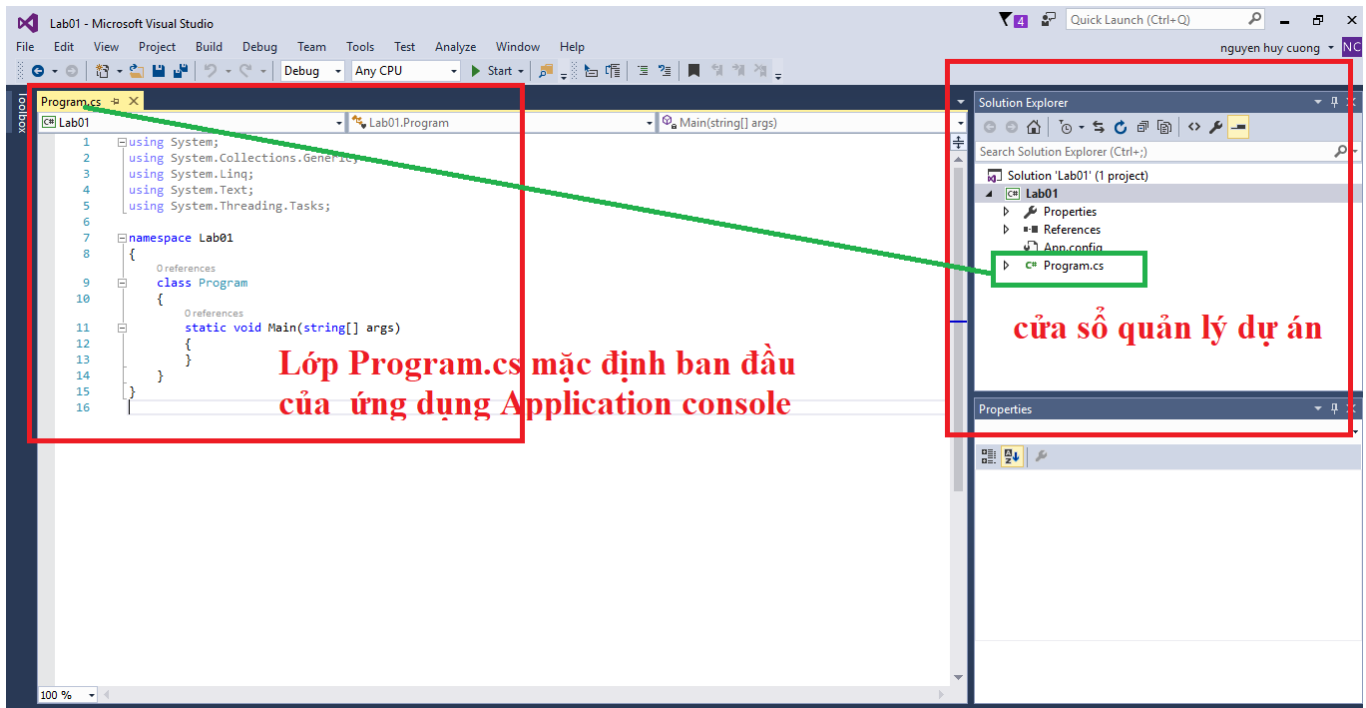 Lab01 - Microsoft Visual Studio
4
Quick Launch (Ctrl+Q)
File Edit View Project Build Debug Team Tools Test Analyze Window Help
nguyen huy cuong NC
Debug Any CPU Start
Toolbox
Program.cs
Lab01 Lab01.Program Main(string[] args)
1 using System;
2 using System.Collections.Generic;
3 using System.Linq;
4 using System.Text;
5 using System.Threading.Tasks;
6
7 namespace Lab01
8 {
0 references
9 class Program
10 {
0 references
11 static void Main(string[] args)
12 {
13 }
14 }
15 }
16
Lớp Program.cs mặc định ban đầu
của ứng dụng Application console
100 %
Solution Explorer
Search Solution Explorer (Ctrl+;)
Solution 'Lab01' (1 project)
C# Lab01
Properties
References
App.config
C# Program.cs
cửa sổ quản lý dự án
Properties